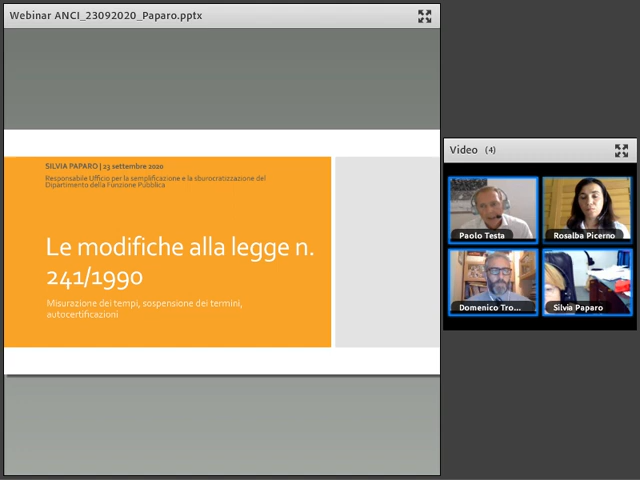 Webinar ANCI_23092020_Paparo.pptx
SILVIA PAPARO | 23 settembre 2020
Responsabile Ufficio per la semplificazione e la sburocratizzazione del
Dipartimento della Funzione Pubblica
Le modifiche alla legge n.
241/1990
Misurazione dei tempi, sospensione dei termini,
autocertificazioni
Video (4)
Paolo Testa
Rosalba Picerno
Domenico Tro...
Silvia Paparo